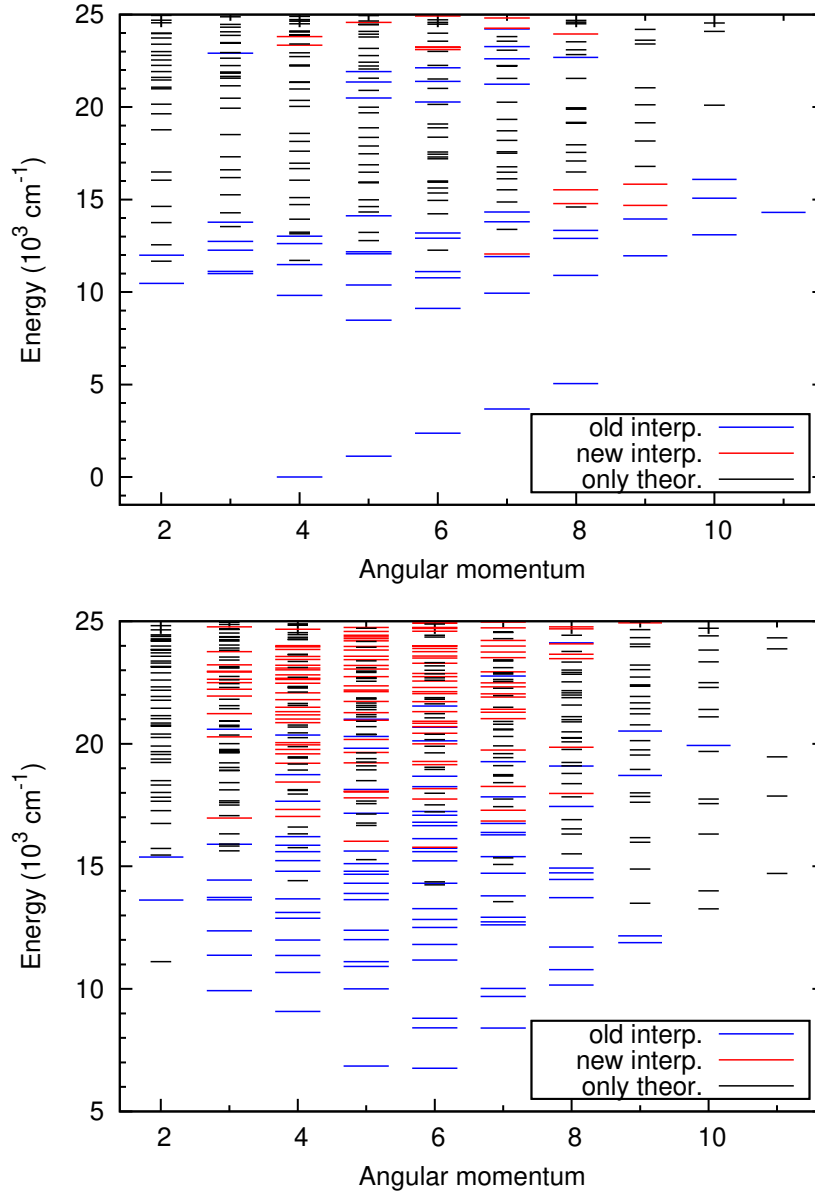 25
20
15
10
5
0
Energy (10³ cm⁻¹)
old interp.
new interp.
only theor.
2 4 6 8 10
Angular momentum
25
20
15
10
5
Energy (10³ cm⁻¹)
old interp.
new interp.
only theor.
2 4 6 8 10
Angular momentum